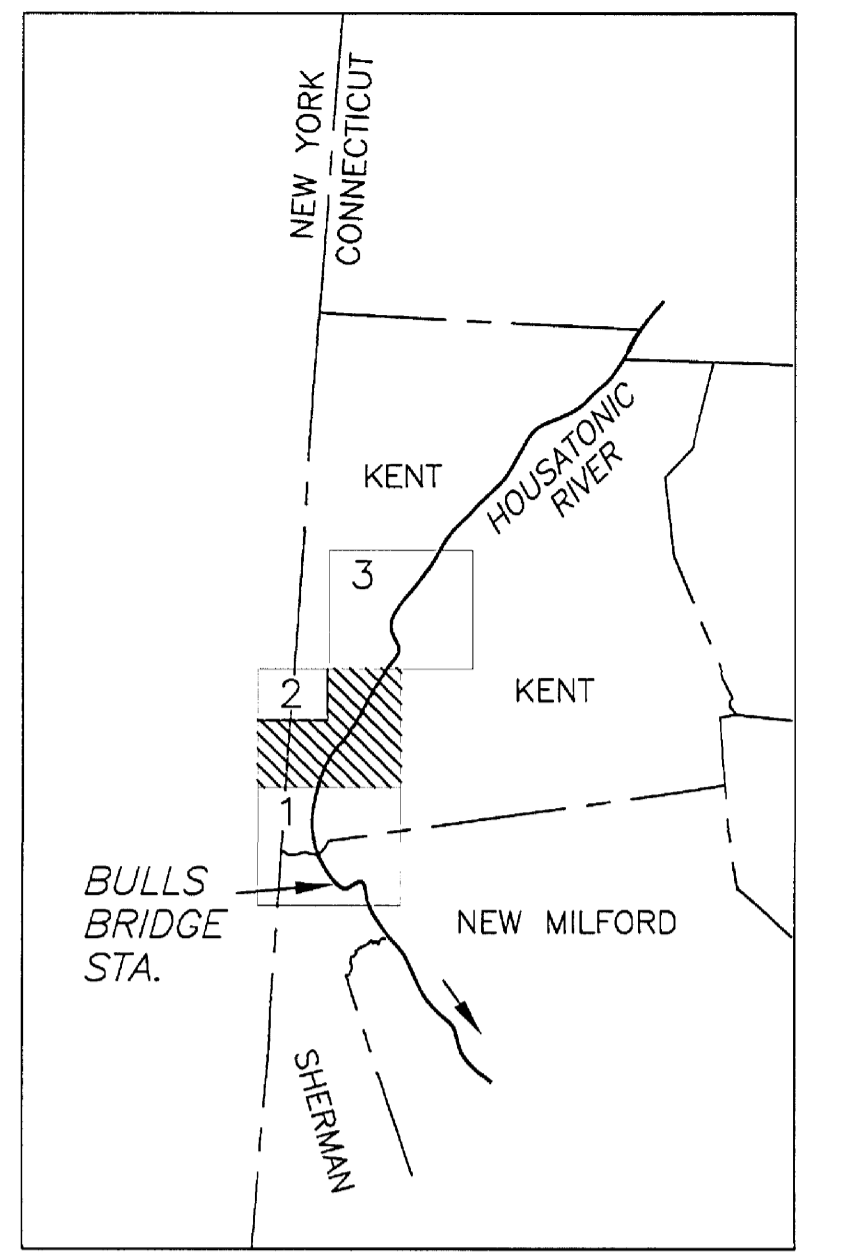 NEW YORK
CONNECTICUT
KENT
HOUSATONIC
RIVER
3
2
KENT
1
BULLS
BRIDGE
STA.
NEW MILFORD
SHERMAN